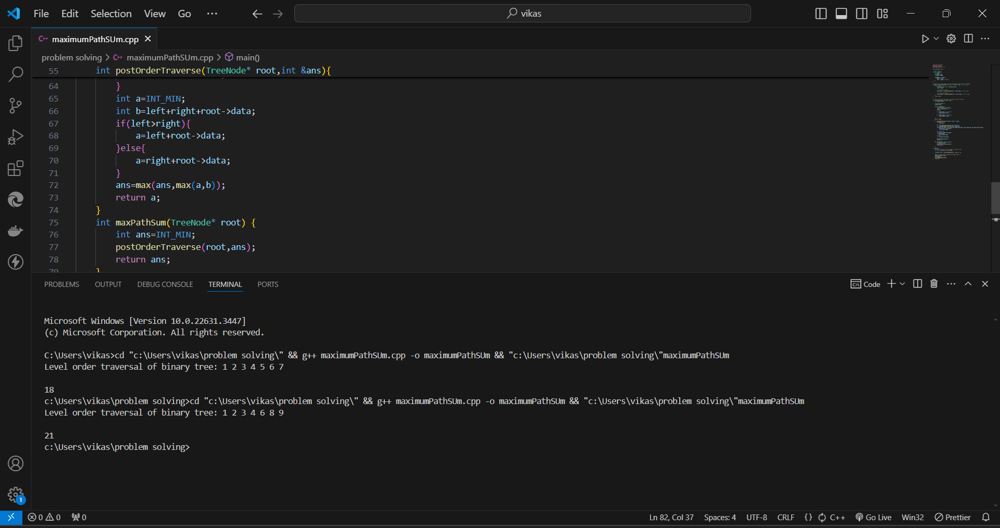 File Edit Selection View Go ···
vikas
C++ maximumPathSUm.cpp
problem solving > C++ maximumPathSUm.cpp > main()
55 int postOrderTraverse(TreeNode* root,int &ans){
64 }
65 int a=INT_MIN;
66 int b=left+right+root->data;
67 if(left>right){
68 a=left+root->data;
69 }else{
70 a=right+root->data;
71 }
72 ans=max(ans,max(a,b));
73 return a;
74 }
75 int maxPathSum(TreeNode* root) {
76 int ans=INT_MIN;
77 postOrderTraverse(root,ans);
78 return ans;
79 }
PROBLEMS OUTPUT DEBUG CONSOLE TERMINAL PORTS
Code
Microsoft Windows [Version 10.0.22631.3447]
(c) Microsoft Corporation. All rights reserved.
C:\Users\vikas>cd "c:\Users\vikas\problem solving\" && g++ maximumPathSUm.cpp -o maximumPathSUm && "c:\Users\vikas\problem solving\"maximumPathSUm
Level order traversal of binary tree: 1 2 3 4 5 6 7
18
c:\Users\vikas\problem solving>cd "c:\Users\vikas\problem solving\" && g++ maximumPathSUm.cpp -o maximumPathSUm && "c:\Users\vikas\problem solving\"maximumPathSUm
Level order traversal of binary tree: 1 2 3 4 6 8 9
21
c:\Users\vikas\problem solving>
1
0 0 0 Ln 82, Col 37 Spaces: 4 UTF-8 CRLF {} C++ Go Live Win32 Prettier